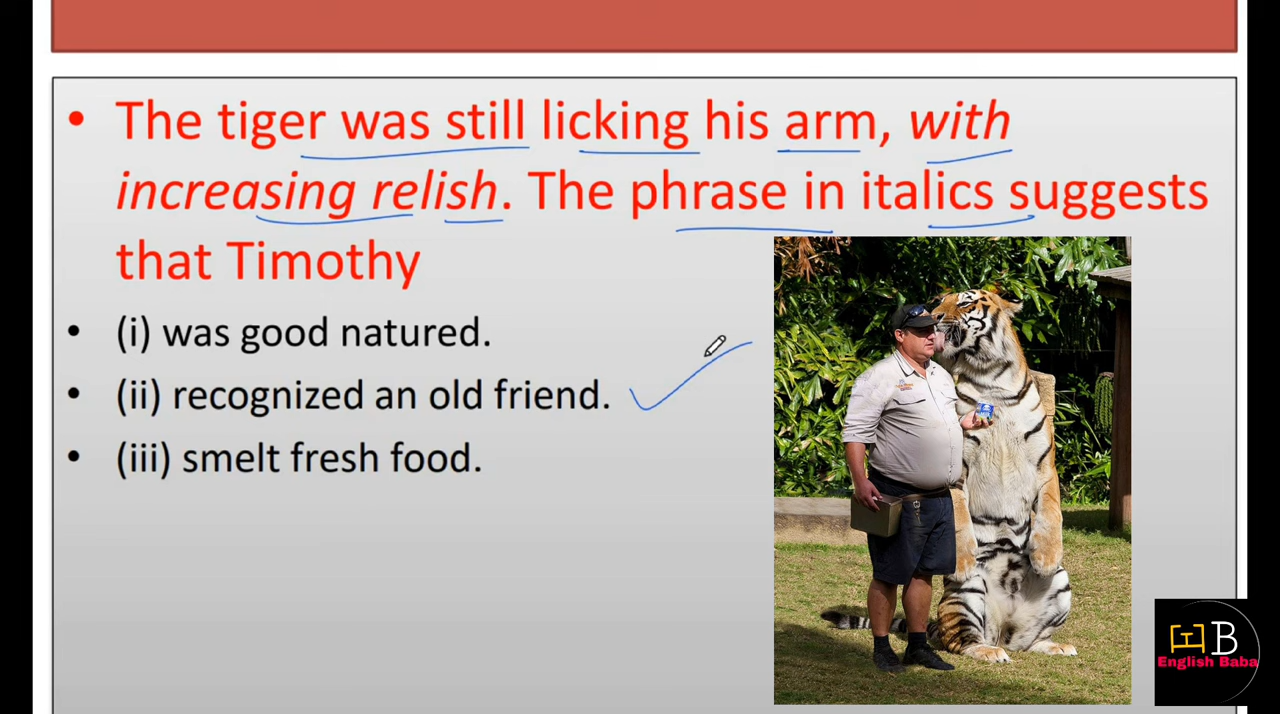 • The tiger was still licking his arm, with
increasing relish. The phrase in italics suggests
that Timothy
• (i) was good natured.
• (ii) recognized an old friend.
• (iii) smelt fresh food.
B
English Baba